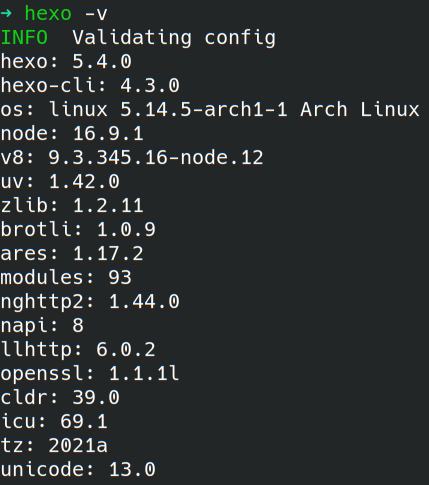 ➜ hexo -v
INFO  Validating config
hexo: 5.4.0
hexo-cli: 4.3.0
os: linux 5.14.5-arch1-1 Arch Linux
node: 16.9.1
v8: 9.3.345.16-node.12
uv: 1.42.0
zlib: 1.2.11
brotli: 1.0.9
ares: 1.17.2
modules: 93
nghttp2: 1.44.0
napi: 8
llhttp: 6.0.2
openssl: 1.1.1l
cldr: 39.0
icu: 69.1
tz: 2021a
unicode: 13.0